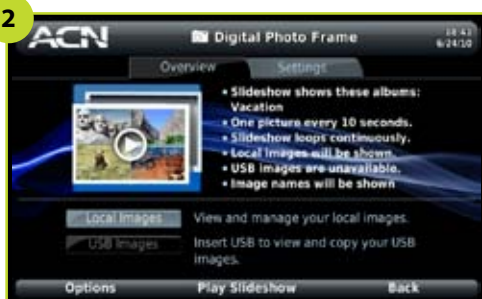 2
ACN
Digital Photo Frame
18:43
6/24/10
Overview
Settings
• Slideshow shows these albums:
Vacation
• One picture every 10 seconds.
• Slideshow loops continuously.
• Local images will be shown.
• USB images are unavailable.
• Image names will be shown
Local Images
View and manage your local images.
USB Images
Insert USB to view and copy your USB
images.
Options
Play Slideshow
Back